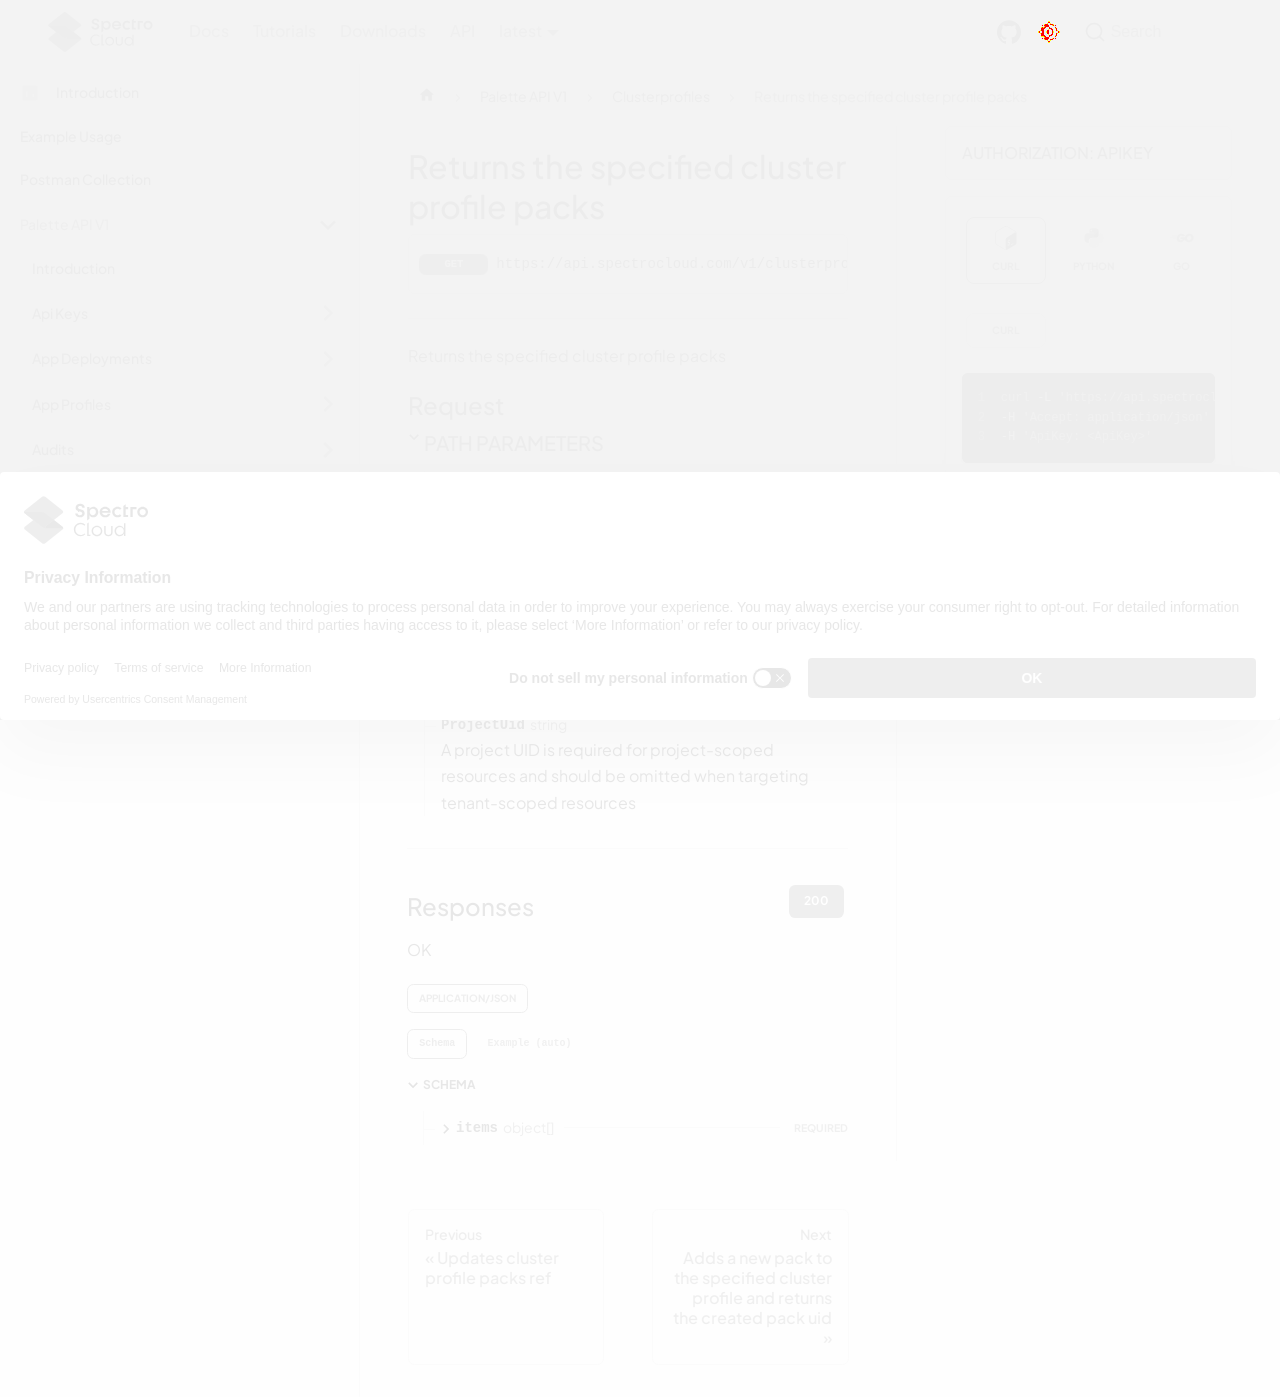 Spectro Cloud
Docs
Tutorials
Downloads
API
latest
Search
Introduction
Example Usage
Postman Collection
Palette API V1
Introduction
Api Keys
App Deployments
App Profiles
Audits
Palette API V1
Clusterprofiles
Returns the specified cluster profile packs
Returns the specified cluster
profile packs
GET
https://api.spectrocloud.com/v1/clusterpro
Returns the specified cluster profile packs
Request
PATH PARAMETERS
AUTHORIZATION: APIKEY
CURL
PYTHON
GO
CURL
Spectro
Cloud
Privacy Information
We and our partners are using tracking technologies to process personal data in order to improve your experience. You may always exercise your consumer right to opt-out. For detailed information
about personal information we collect and third parties having access to it, please select ‘More Information’ or refer to our privacy policy.
Privacy policy
Terms of service
More Information
Powered by Usercentrics Consent Management
Do not sell my personal information
OK
ProjectUid string
A project UID is required for project-scoped
resources and should be omitted when targeting
tenant-scoped resources
Responses
200
OK
APPLICATION/JSON
Schema
Example (auto)
SCHEMA
items object[]
REQUIRED
Previous
« Updates cluster
profile packs ref
Next
Adds a new pack to
the specified cluster
profile and returns
the created pack uid
»